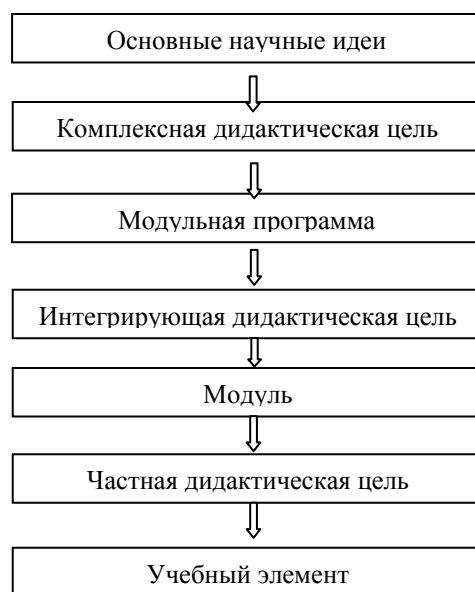 Основные научные идеи
Комплексная дидактическая цель
Модульная программа
Интегрирующая дидактическая цель
Модуль
Частная дидактическая цель
Учебный элемент